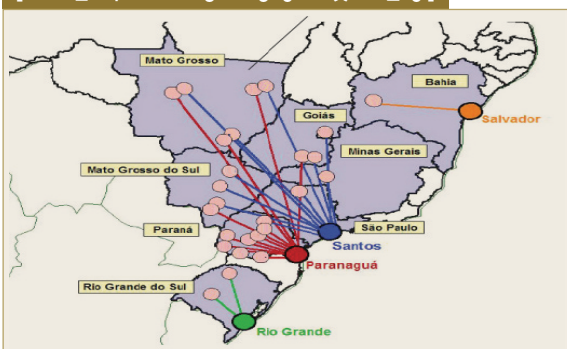 Mato Grosso
Bahia
Goiás
Salvador
Minas Gerais
Mato Grosso do Sul
Paraná
São Paulo
Santos
Paranaguá
Rio Grande do Sul
Rio Grande